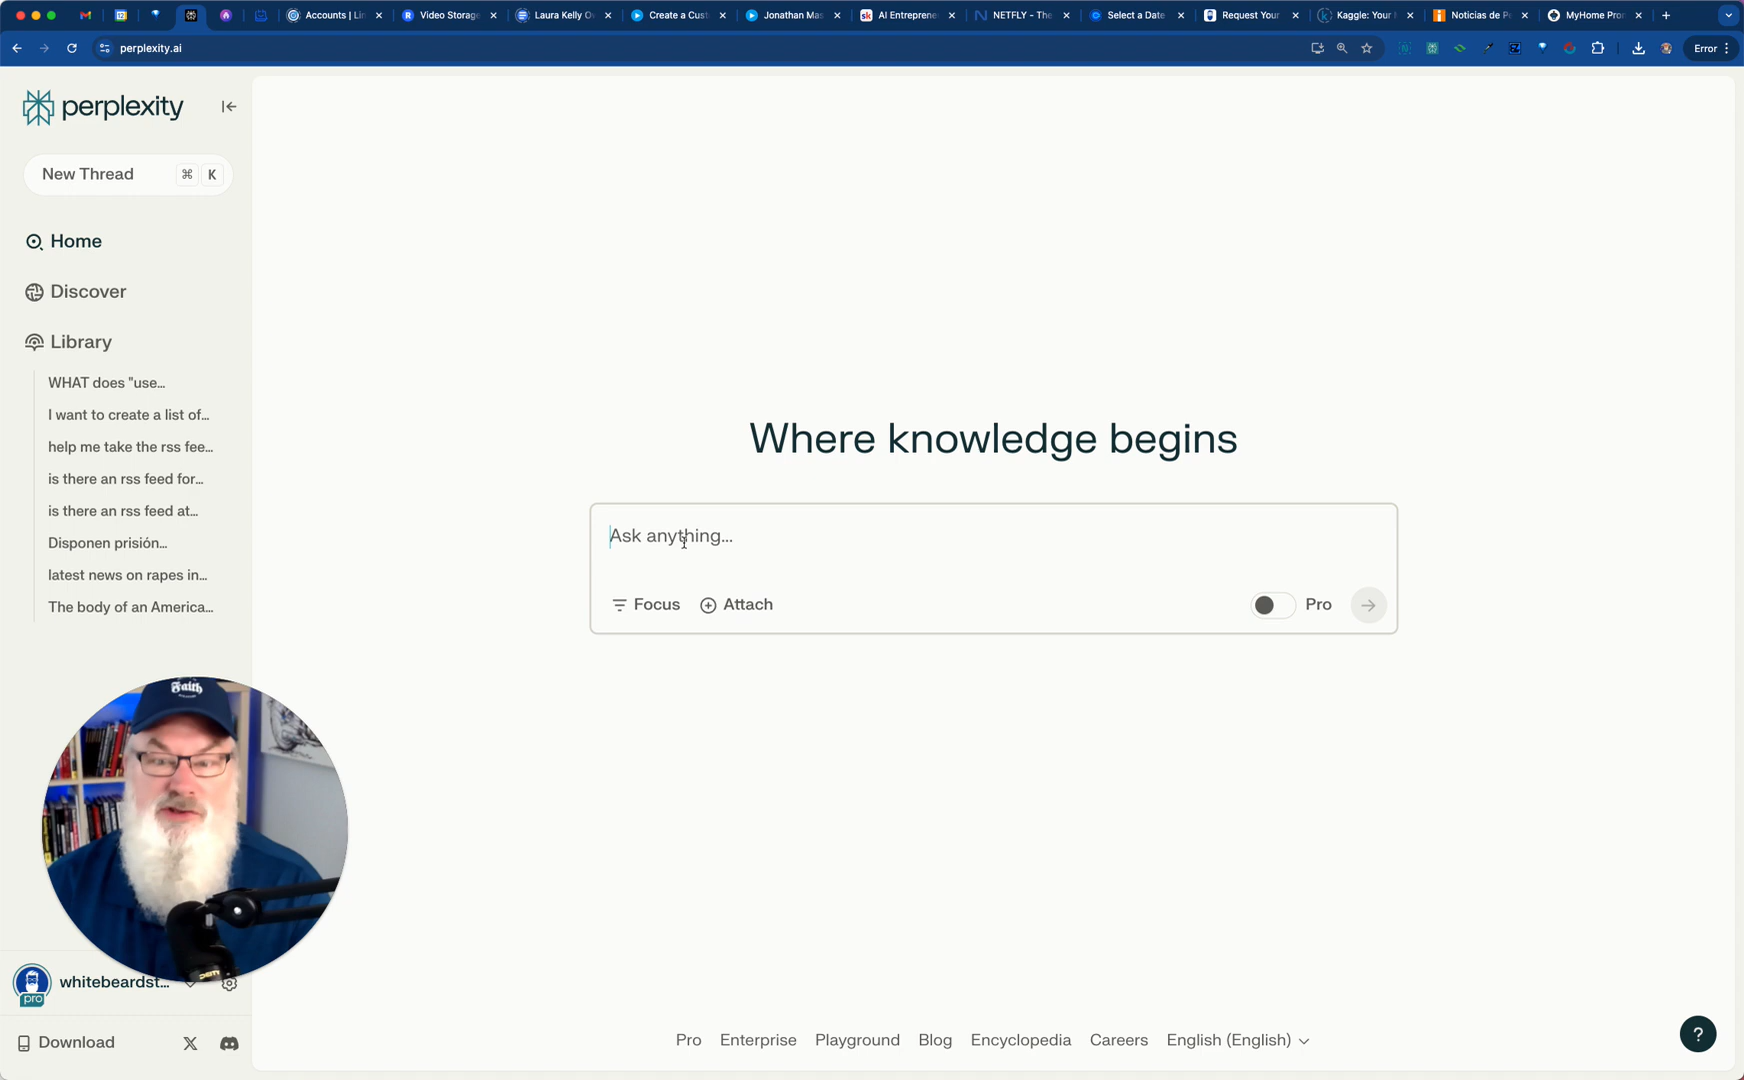 Accounts | Lin
Video Storage
Laura Kelly Ow
Create a Cust
Jonathan Mas
AI Entreprene
NETFLY - The
Select a Date
Request Your
Kaggle: Your
Noticias de P
MyHome Pro
perplexity.ai
Error
perplexity
New Thread ⌘ K
Home
Discover
Library
WHAT does "use...
I want to create a list of...
help me take the rss fee...
is there an rss feed for...
is there an rss feed at...
Disponen prisión...
latest news on rapes in...
The body of an America...
Where knowledge begins
Ask anything...
Focus
Attach
Pro
Faith
whitebeardst...
pro
Download
Pro
Enterprise
Playground
Blog
Encyclopedia
Careers
English (English)
?